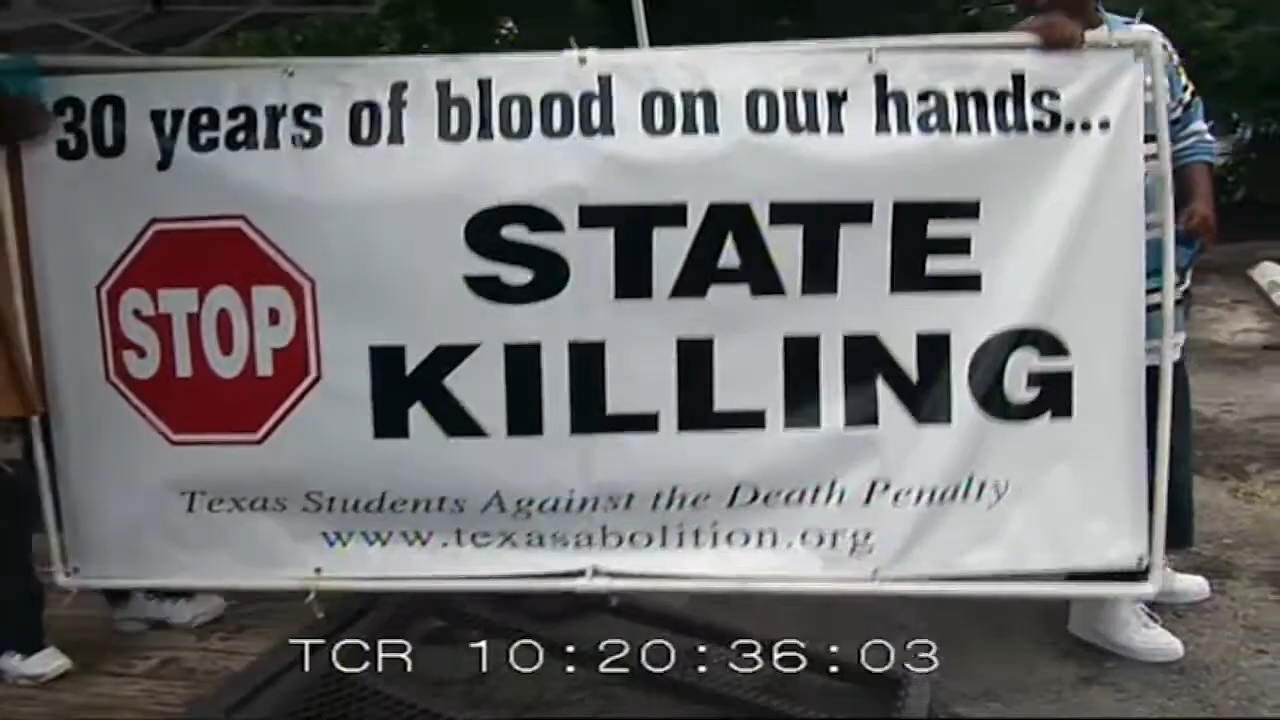 30 years of blood on our hands...
STOP
STATE
KILLING
Texas Students Against the Death Penalty
www.texasabolition.org
TCR 10:20:36:03